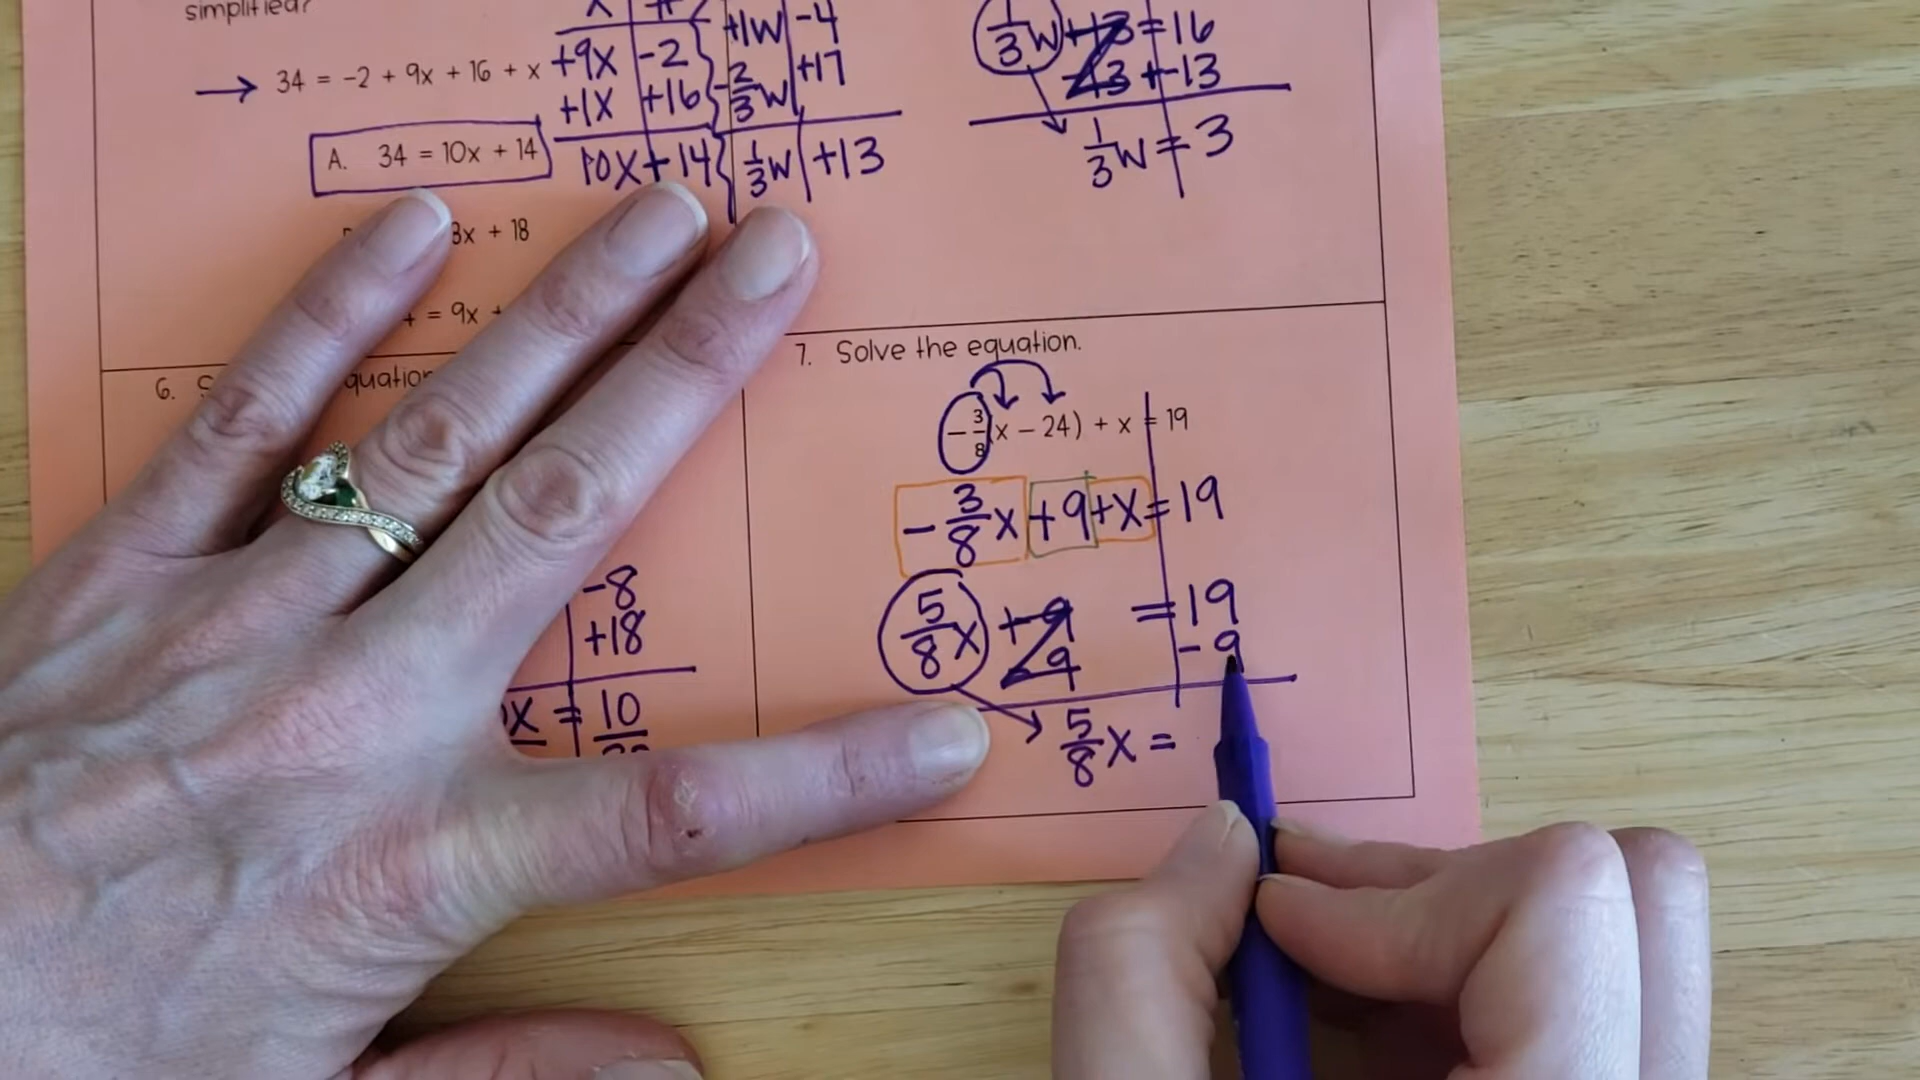 simplified?
→ 34 = -2 + 9x + 16 + x
A. 34 = 10x + 14
3x + 18
= 9x +
+9x | -2
+1x | +16
10x + 14
+1w | -4
-2/3w | +17
1/3w | +13
1/3w +13 = 16
-13 + -13
1/3w = 3
6.
-8
+18
x = 10
7. Solve the equation.
-3/8(x - 24) + x = 19
-3/8x +9 +x = 19
5/8x +9 = 19
-9 -9
5/8x =